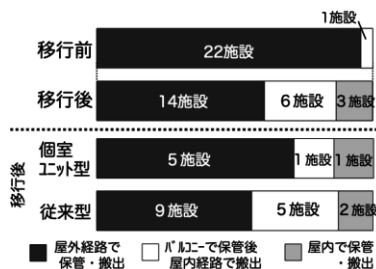 1施設
移行前
22施設
移行後
14施設
6施設
3施設
移行後
個室
ユニット型
5施設
1施設
1施設
従来型
9施設
5施設
2施設
屋外経路で
保管・搬出
バルコニーで保管後
屋内経路で搬出
屋内で保管
・搬出